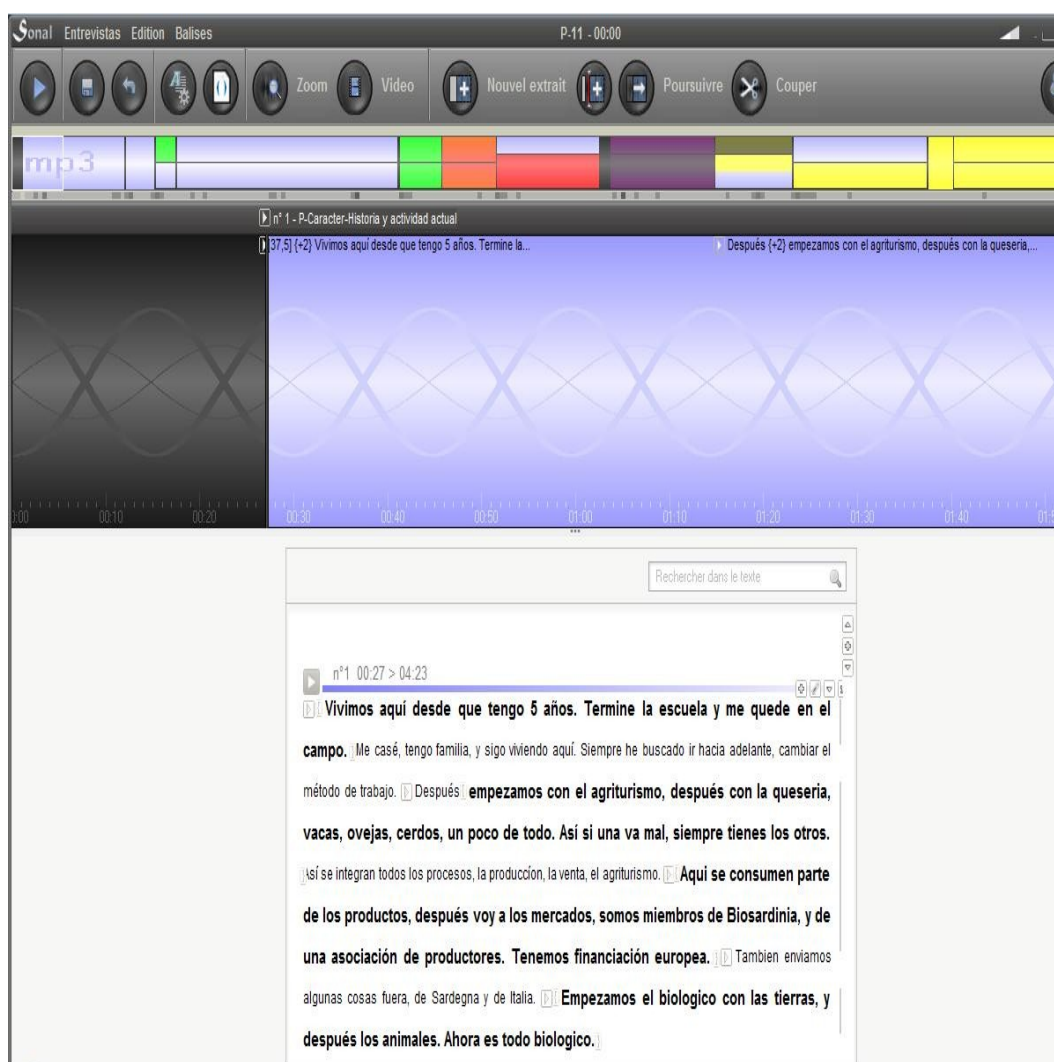 Sonal Entrevistas Edition Balises P-11 - 00:00
Zoom Video Nouvel extrait Poursuivre Couper
mp3
n° 1 - P-Caracter-Historia y actividad actual
[37,5] {+2} Vivimos aquí desde que tengo 5 años. Termine la... Después {+2} empezamos con el agriturismo, después con la queseria,...
00:10 00:20 00:30 00:40 00:50 01:00 01:10 01:20 01:30 01:40
Rechercher dans le texte
n°1 00:27 > 04:23
Vivimos aquí desde que tengo 5 años. Termine la escuela y me quede en el
campo. Me casé, tengo familia, y sigo viviendo aquí. Siempre he buscado ir hacia adelante, cambiar el
método de trabajo. Después empezamos con el agriturismo, después con la queseria,
vacas, ovejas, cerdos, un poco de todo. Así si una va mal, siempre tienes los otros.
Así se integran todos los procesos, la produccíon, la venta, el agriturismo. Aqui se consumen parte
de los productos, después voy a los mercados, somos miembros de Biosardinia, y de
una asociación de productores. Tenemos financiación europea. Tambien enviamos
algunas cosas fuera, de Sardegna y de Italia. Empezamos el biologico con las tierras, y
después los animales. Ahora es todo biologico.